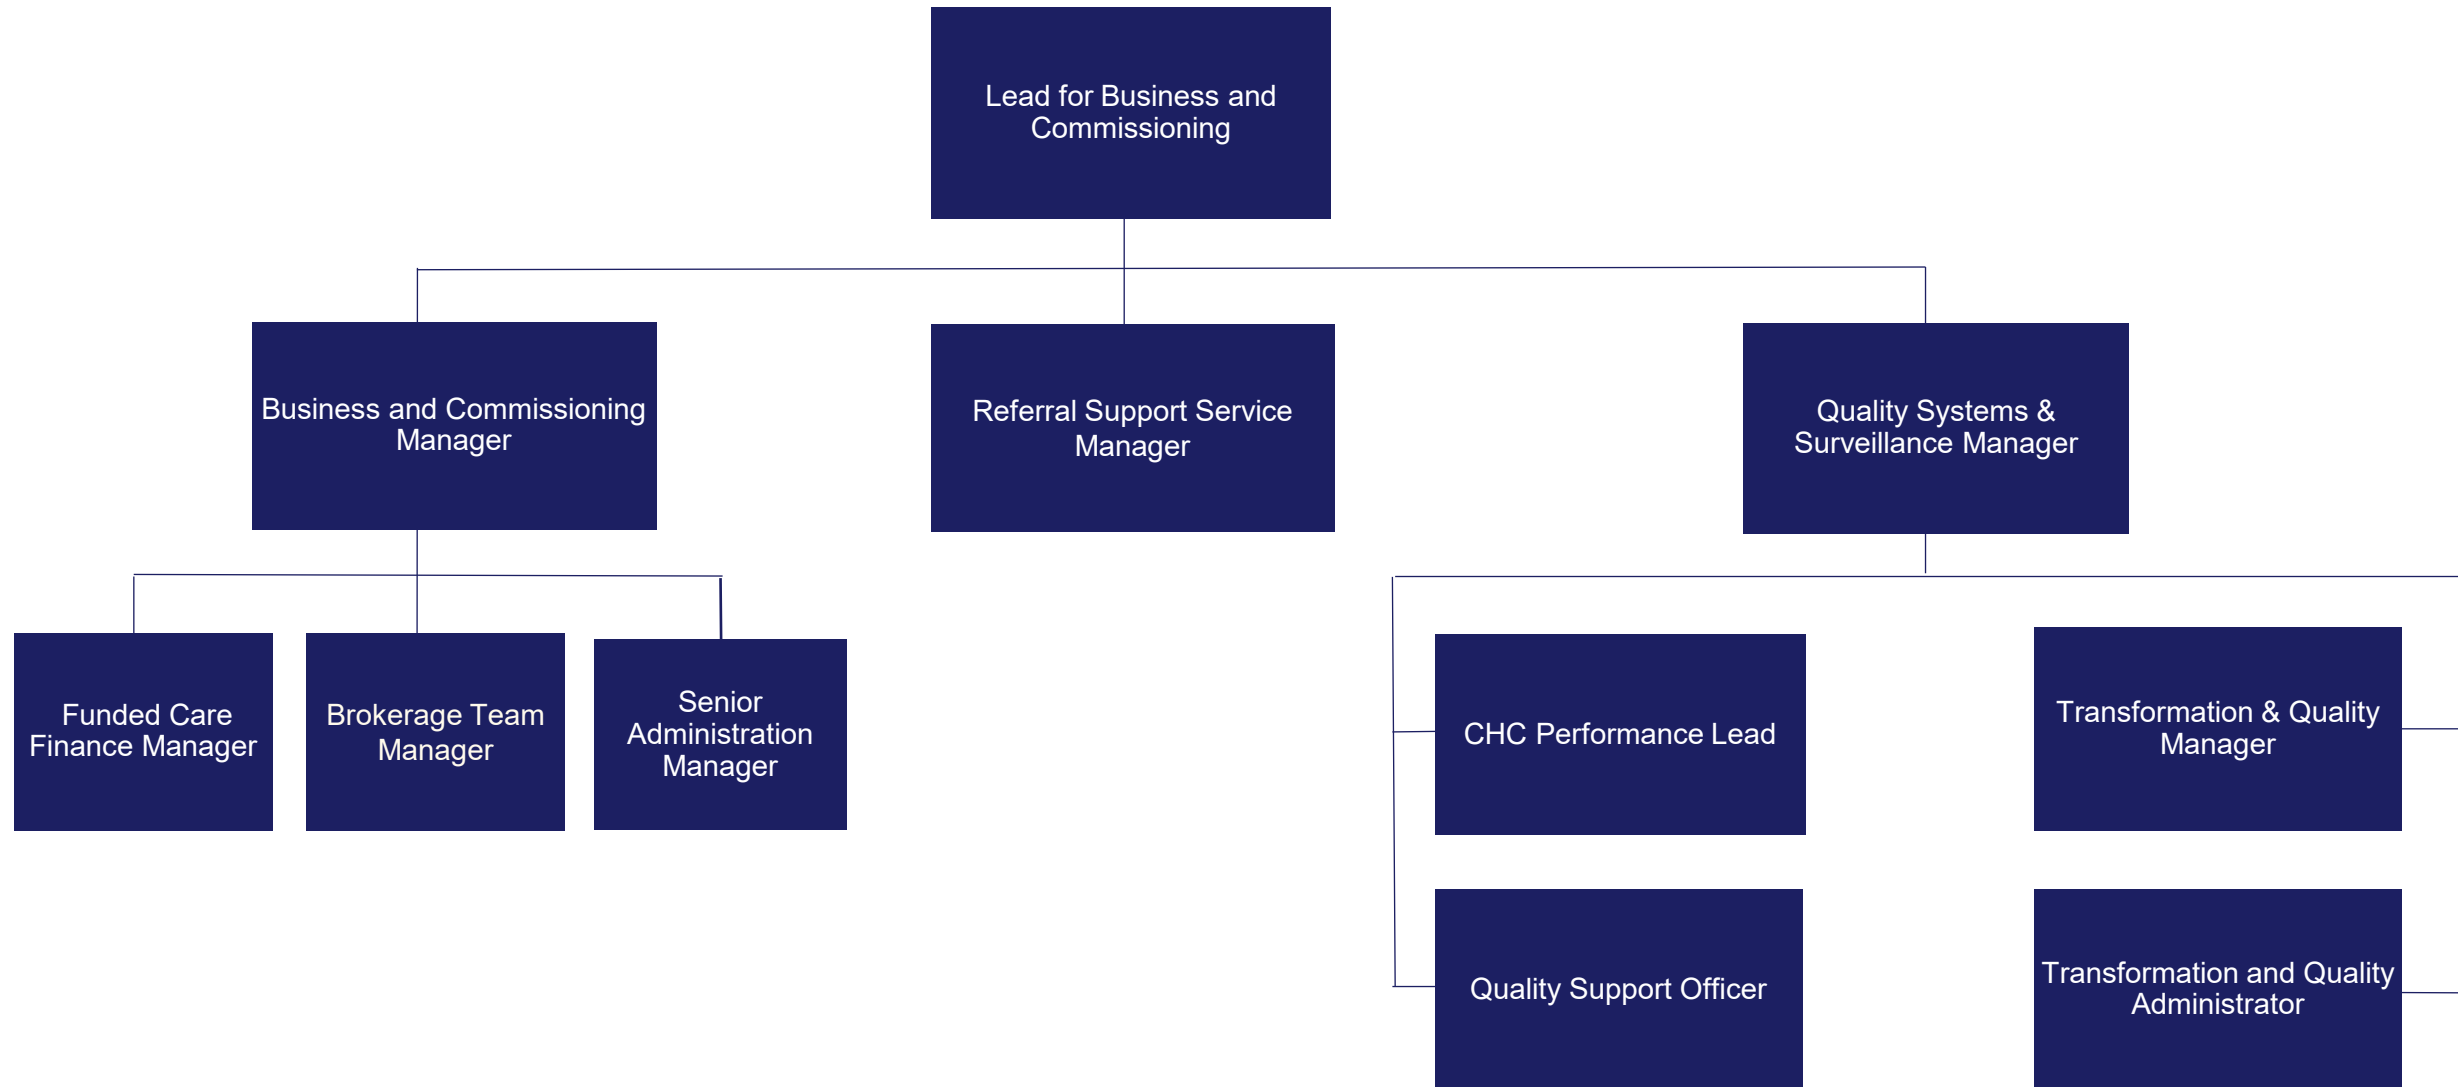 Lead for Business and
Commissioning
Business and Commissioning
Manager
Referral Support Service
Manager
Quality Systems &
Surveillance Manager
Funded Care
Finance Manager
Brokerage Team
Manager
Senior
Administration
Manager
CHC Performance Lead
Transformation & Quality
Manager
Quality Support Officer
Transformation and Quality
Administrator